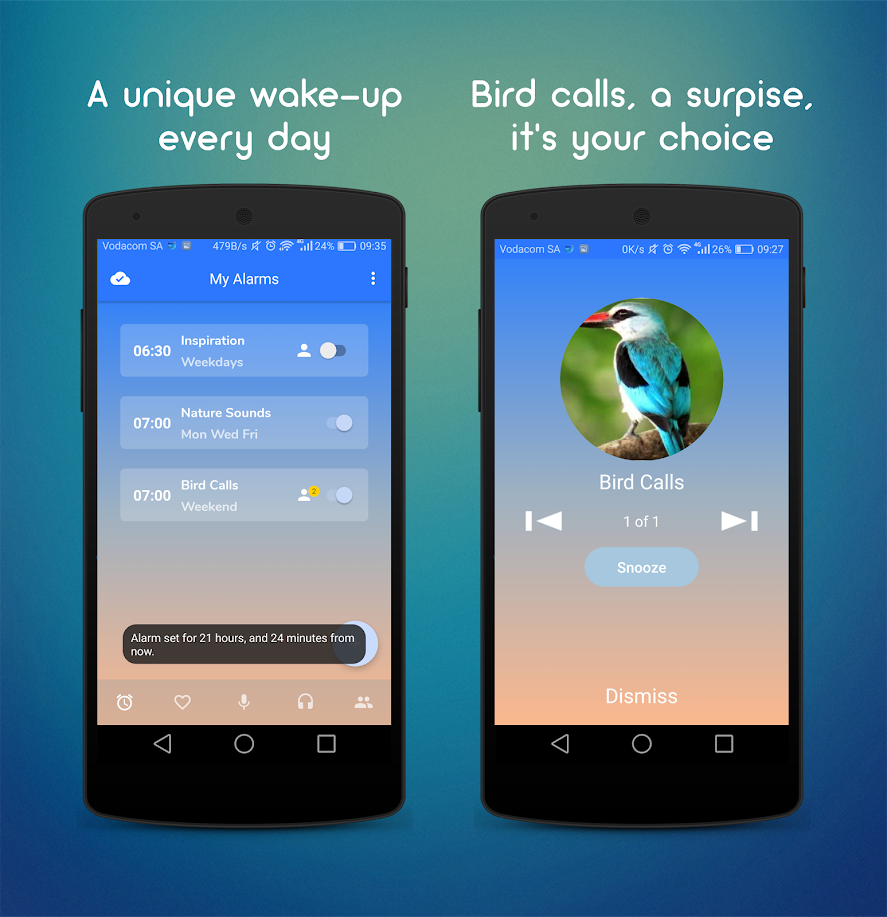 A unique wake-up
every day
Bird calls, a surpise,
it's your choice
Vodacom SA 479B/s 4G 24% 09:35
My Alarms
06:30 Inspiration
Weekdays
07:00 Nature Sounds
Mon Wed Fri
07:00 Bird Calls 2
Weekend
Alarm set for 21 hours, and 24 minutes from
now.
Vodacom SA 0K/s 4G 26% 09:27
Bird Calls
1 of 1
Snooze
Dismiss